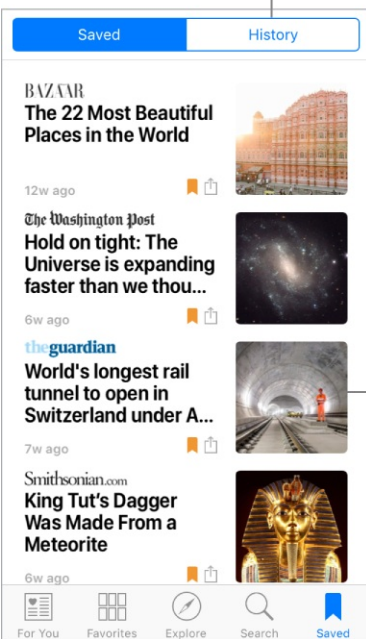 Saved History
BAZAAR
The 22 Most Beautiful
Places in the World
12w ago
The Washington Post
Hold on tight: The
Universe is expanding
faster than we thou...
6w ago
theguardian
World's longest rail
tunnel to open in
Switzerland under A...
7w ago
Smithsonian.com
King Tut's Dagger
Was Made From a
Meteorite
6w ago
For You Favorites Explore Search Saved